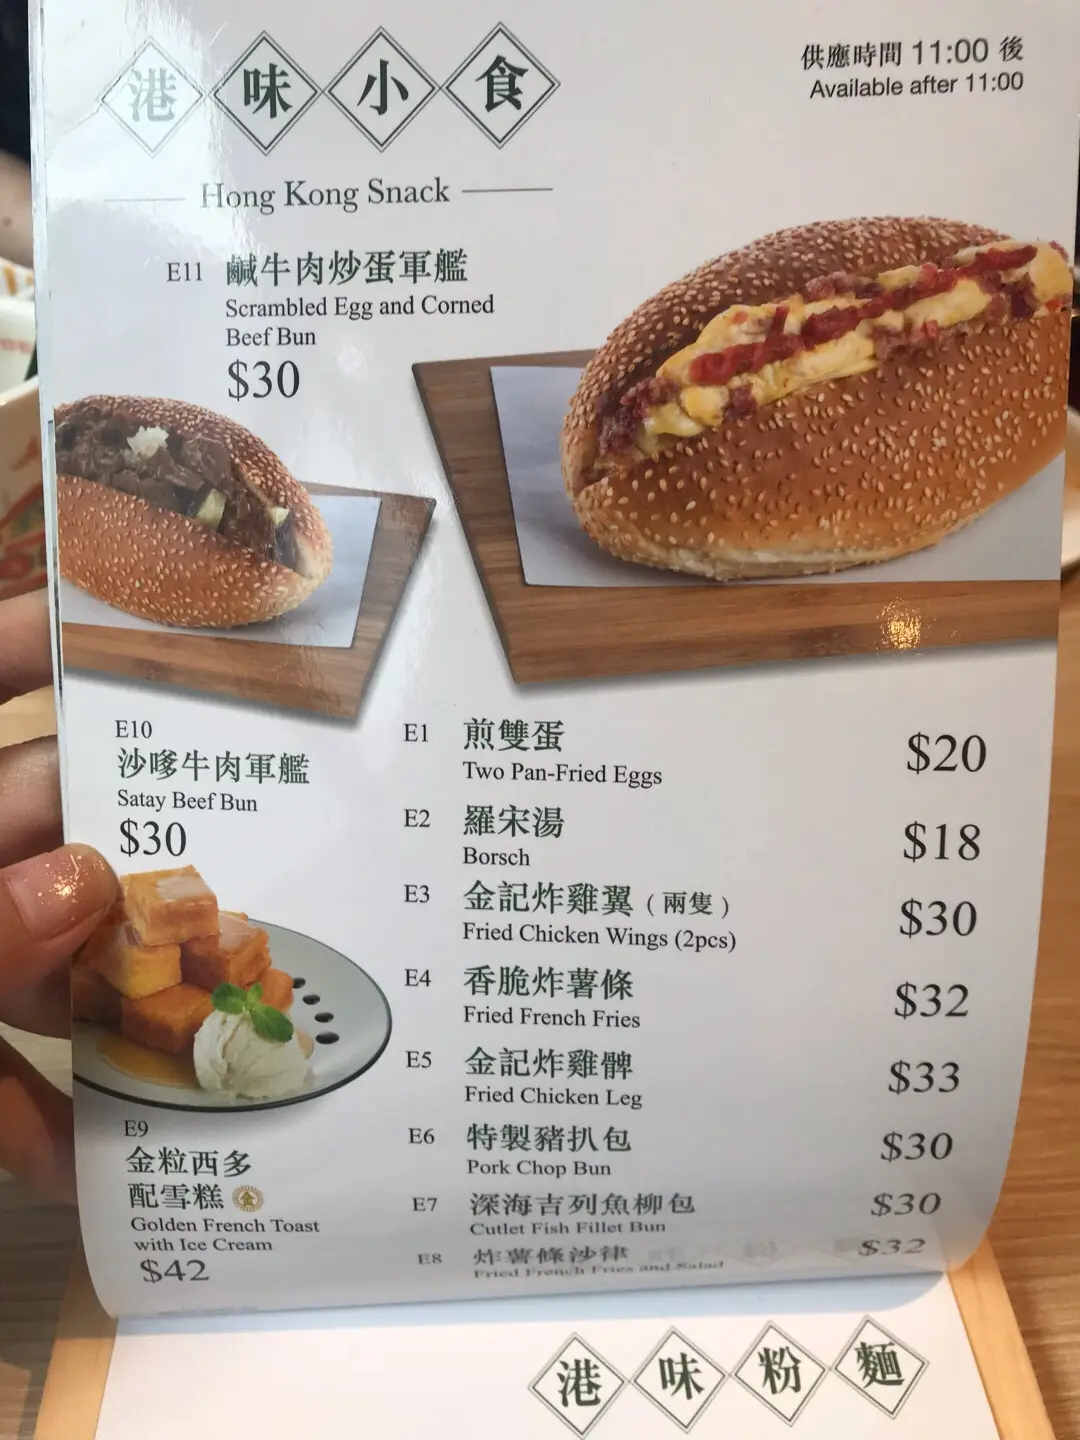 港味小食
供應時間 11:00 後
Available after 11:00
Hong Kong Snack
E11 鹹牛肉炒蛋軍艦
Scrambled Egg and Corned
Beef Bun
$30
E10
沙嗲牛肉軍艦
Satay Beef Bun
$30
E9
金粒西多
配雪糕 金
Golden French Toast
with Ice Cream
$42
E1 煎雙蛋 $20
Two Pan-Fried Eggs
E2 羅宋湯 $18
Borsch
E3 金記炸雞翼 (兩隻) $30
Fried Chicken Wings (2pcs)
E4 香脆炸薯條 $32
Fried French Fries
E5 金記炸雞髀 $33
Fried Chicken Leg
E6 特製豬扒包 $30
Pork Chop Bun
E7 深海吉列魚柳包 $30
Cutlet Fish Fillet Bun
E8 炸薯條沙律 $32
Fried French Fries and Salad
港味粉麵